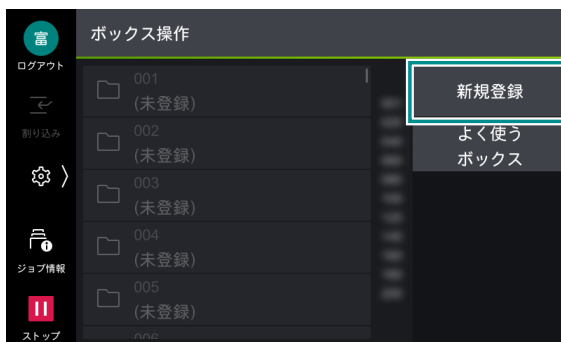 富
ボックス操作
ログアウト
001
(未登録)
新規登録
割り込み
002
(未登録)
よく使う
ボックス
003
(未登録)
004
(未登録)
ジョブ情報
005
(未登録)
ストップ
006